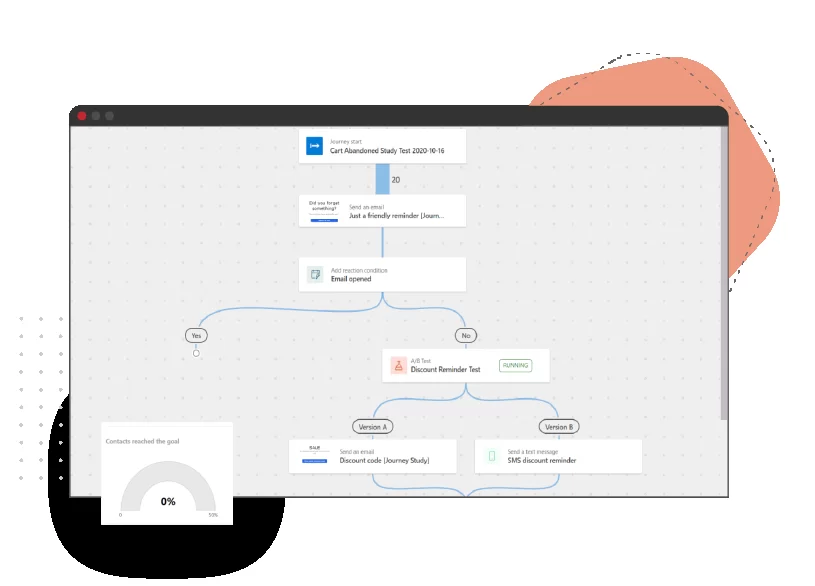 Journey start
Cart Abandoned Study Test 2020-10-16
20
Did you forget
something?
Send an email
Just a friendly reminder (Journ...
Add reaction condition
Email opened
Yes
No
A/B Test
Discount Reminder Test
RUNNING
Version A
Version B
SALE
Send an email
Discount code (Journey Study)
Send a text message
SMS discount reminder
Contacts reached the goal
0%
0
50%